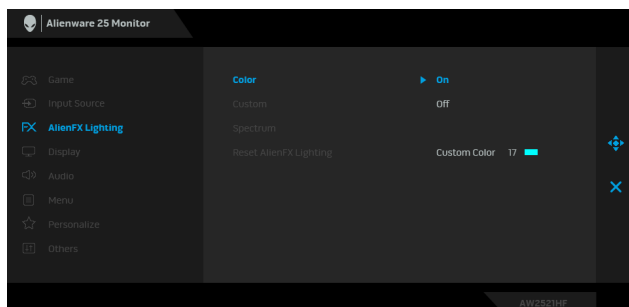 Alienware 25 Monitor
Game
Input Source
FX AlienFX Lighting
Display
Audio
Menu
Personalize
Others
Color On
Custom Off
Spectrum
Reset AlienFX Lighting Custom Color 17
AW2521HF